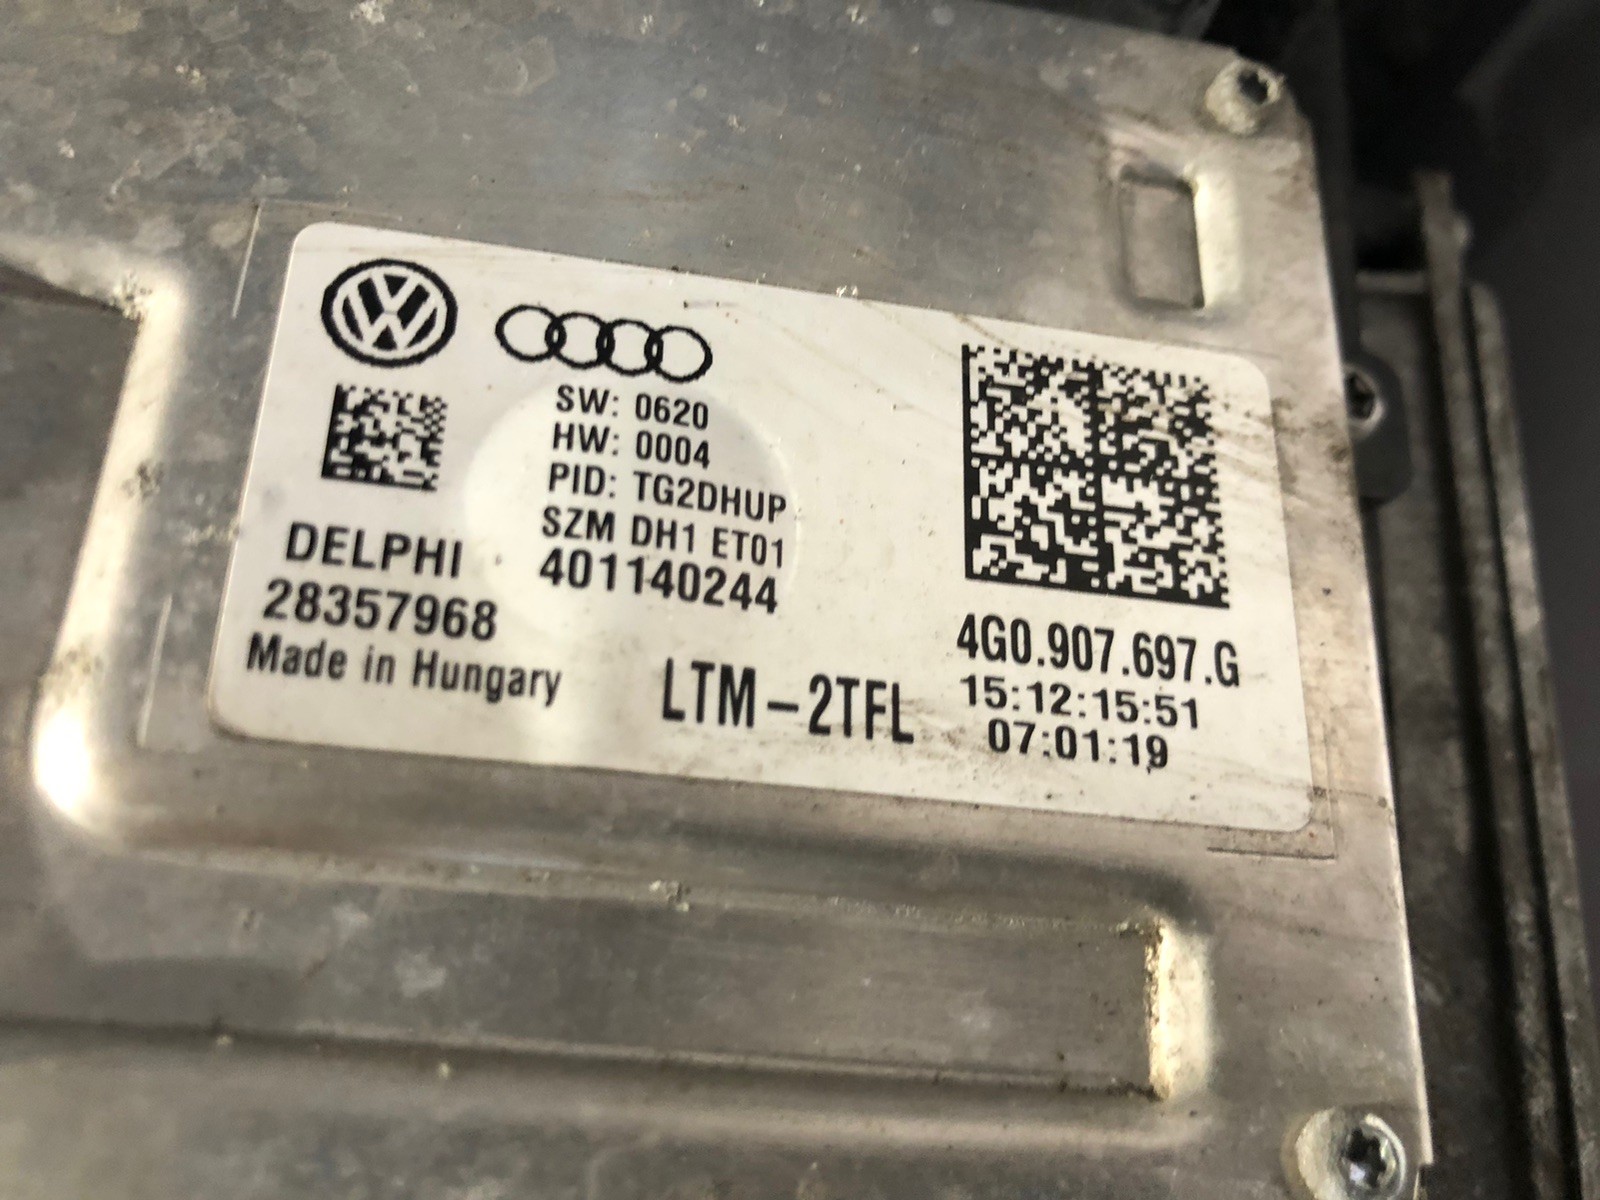 SW: 0620
HW: 0004
PID: TG2DHUP
SZM DH1 ET01
401140244
DELPHI
28357968
Made in Hungary
LTM-2TFL
4G0.907.697.G
15:12:15:51
07:01:19